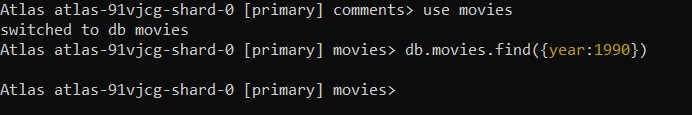 Atlas atlas-91vjcg-shard-0 [primary] comments> use movies
switched to db movies
Atlas atlas-91vjcg-shard-0 [primary] movies> db.movies.find({year:1990})
Atlas atlas-91vjcg-shard-0 [primary] movies>